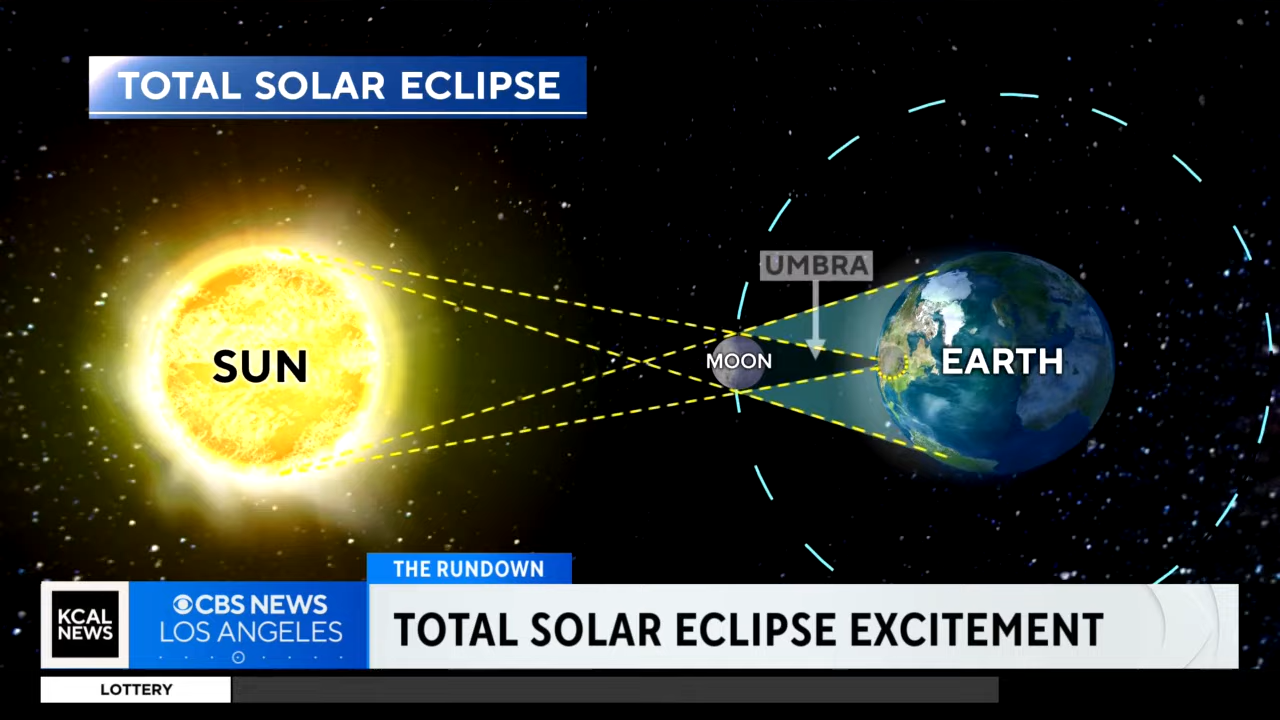 TOTAL SOLAR ECLIPSE
UMBRA
SUN
MOON
EARTH
THE RUNDOWN
KCAL
NEWS
CBS NEWS
LOS ANGELES
TOTAL SOLAR ECLIPSE EXCITEMENT
LOTTERY